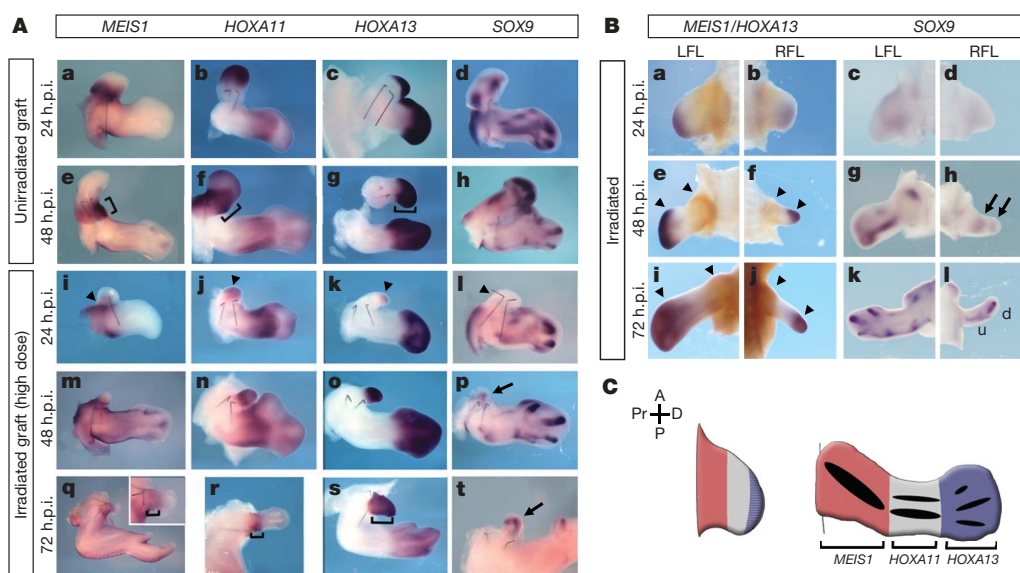 A
MEIS1 HOXA11 HOXA13 SOX9
Unirradiated graft
24 h.p.i.
a b c d
48 h.p.i.
e f g h
Irradiated graft (high dose)
24 h.p.i.
i j k l
48 h.p.i.
m n o p
72 h.p.i.
q r s t
B
MEIS1/HOXA13 SOX9
LFL RFL LFL RFL
Irradiated
24 h.p.i.
a b c d
48 h.p.i.
e f g h
72 h.p.i.
i j k l
u d
C
A
Pr D
P
MEIS1 HOXA11 HOXA13